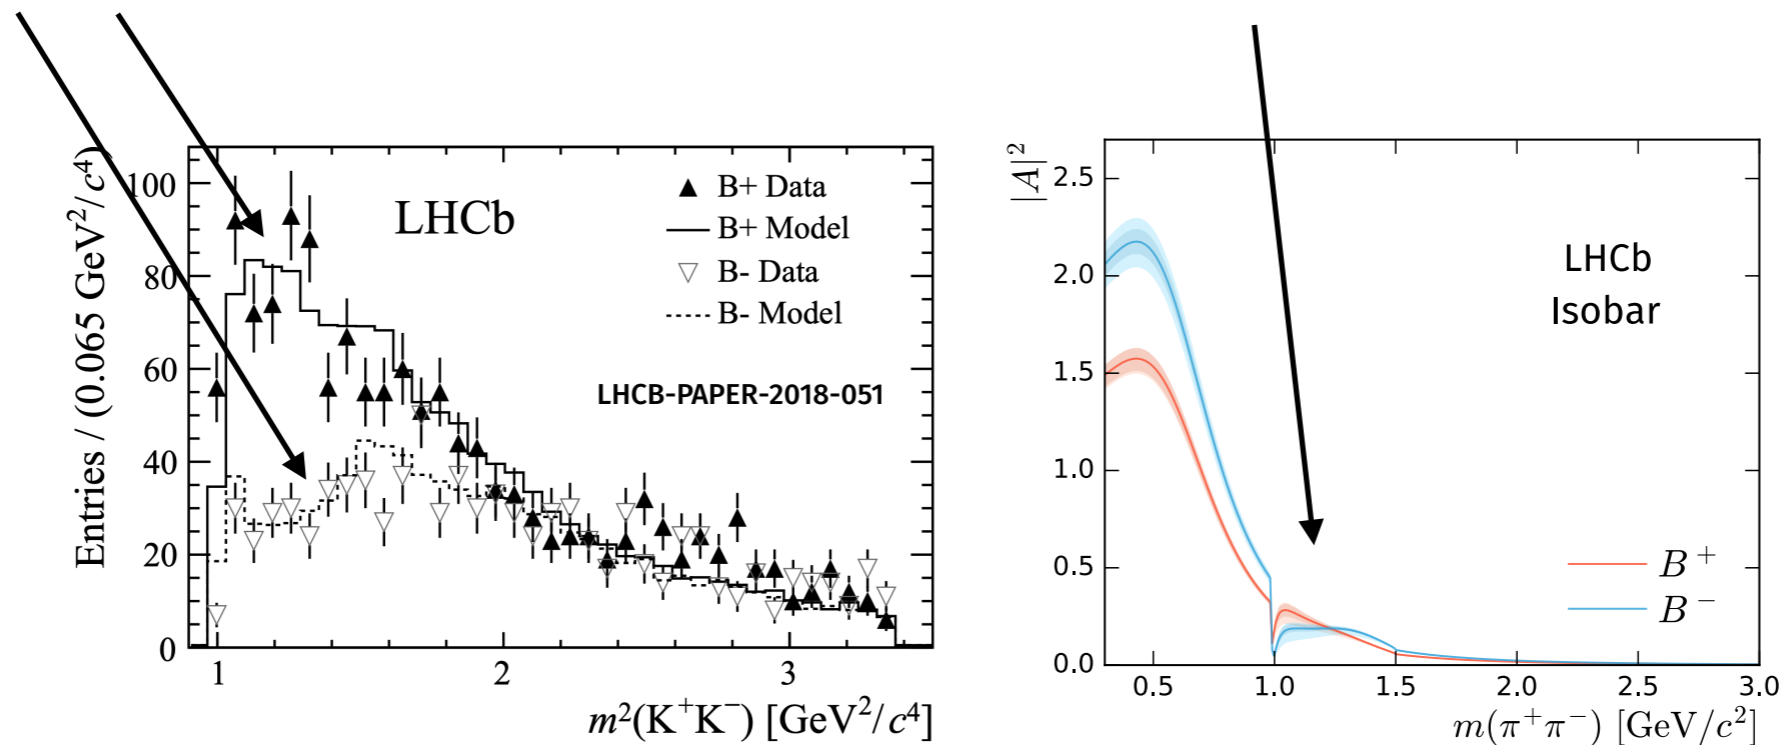 Entries / (0.065 GeV²/c⁴)
100
80
60
40
20
0
LHCb
B+ Data
B+ Model
B- Data
B- Model
LHCB-PAPER-2018-051
1
2
3
m²(K⁺K⁻) [GeV²/c⁴]
|A|²
2.5
2.0
1.5
1.0
0.5
0.0
LHCb
Isobar
B⁺
B⁻
0.5
1.0
1.5
2.0
2.5
3.0
m(π⁺π⁻) [GeV/c²]